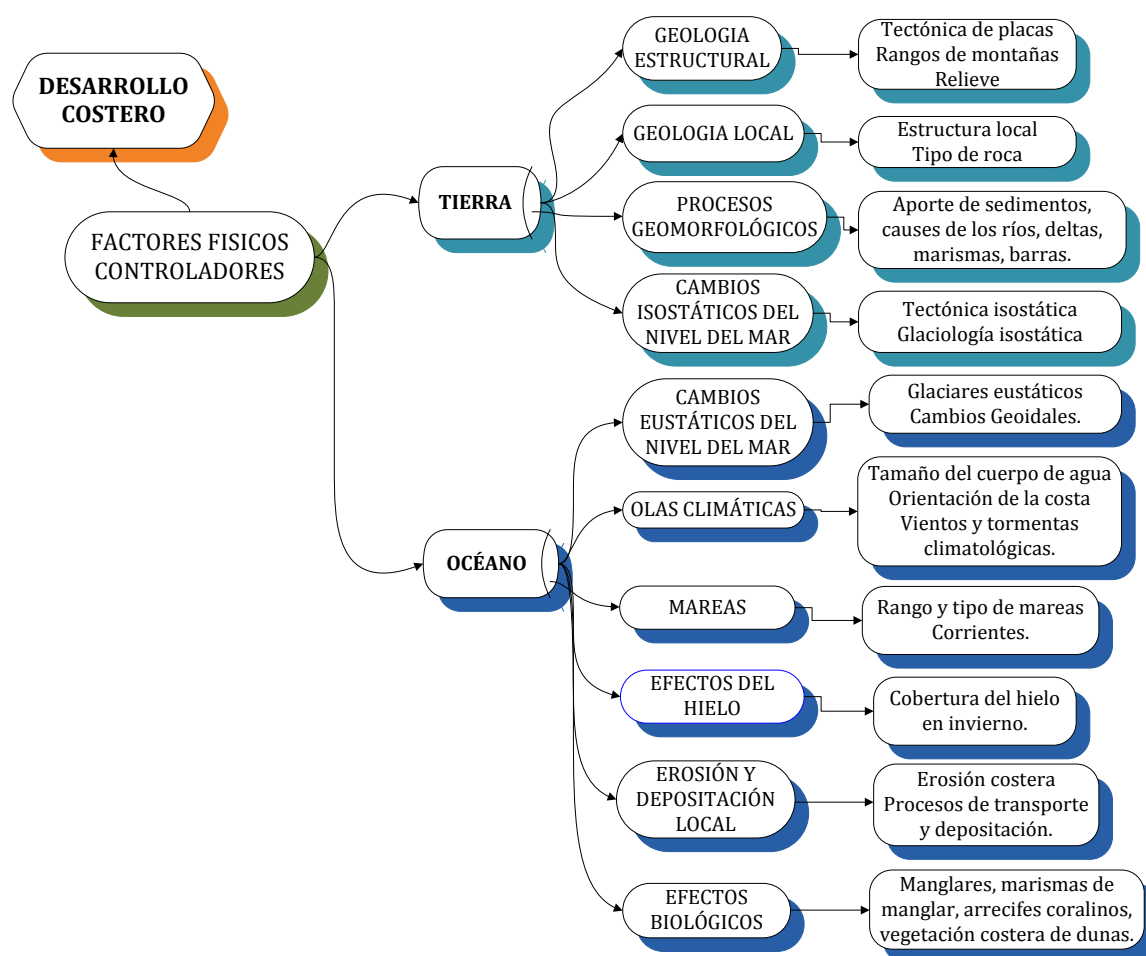 DESARROLLO
COSTERO
FACTORES FISICOS
CONTROLADORES
TIERRA
GEOLOGIA
ESTRUCTURAL
Tectónica de placas
Rangos de montañas
Relieve
GEOLOGIA LOCAL
Estructura local
Tipo de roca
PROCESOS
GEOMORFOLÓGICOS
Aporte de sedimentos,
causes de los ríos, deltas,
marismas, barras.
CAMBIOS
ISOSTÁTICOS DEL
NIVEL DEL MAR
Tectónica isostática
Glaciología isostática
OCÉANO
CAMBIOS
EUSTÁTICOS DEL
NIVEL DEL MAR
Glaciares eustáticos
Cambios Geoidales.
OLAS CLIMÁTICAS
Tamaño del cuerpo de agua
Orientación de la costa
Vientos y tormentas
climatológicas.
MAREAS
Rango y tipo de mareas
Corrientes.
EFECTOS DEL
HIELO
Cobertura del hielo
en invierno.
EROSIÓN Y
DEPOSITACIÓN
LOCAL
Erosión costera
Procesos de transporte
y depositación.
EFECTOS
BIOLÓGICOS
Manglares, marismas de
manglar, arrecifes coralinos,
vegetación costera de dunas.